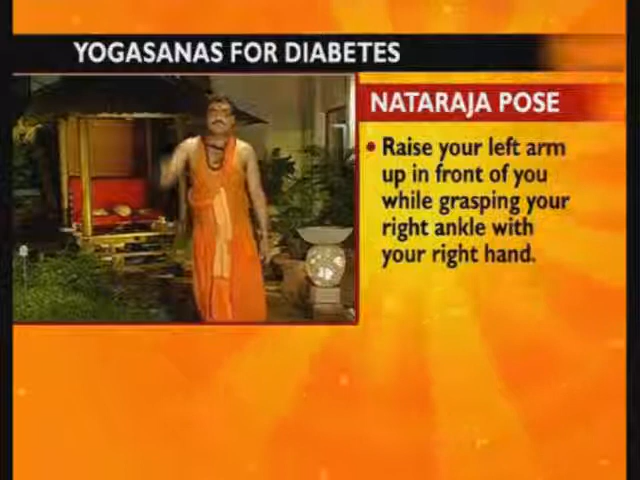 YOGASANAS FOR DIABETES
NATARAJA POSE
• Raise your left arm
up in front of you
while grasping your
right ankle with
your right hand.